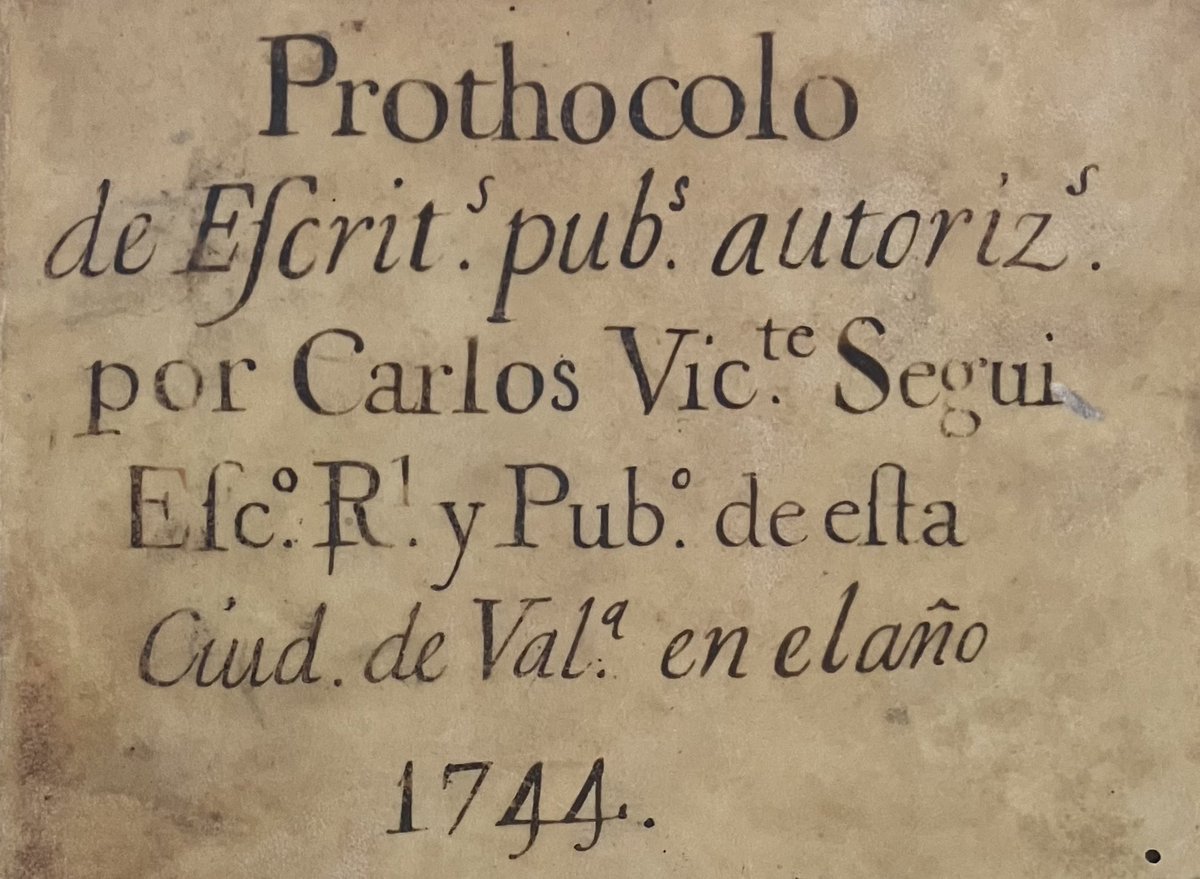 Prothocolo
de Eſcrit.ˢ pub.ˢ autoriz.ˢ
por Carlos Vic.ᵗᵉ Segui
Eſc.º R.ˡ y Pub.º de eſta
Ciud. de Val.ª en el año
1744.